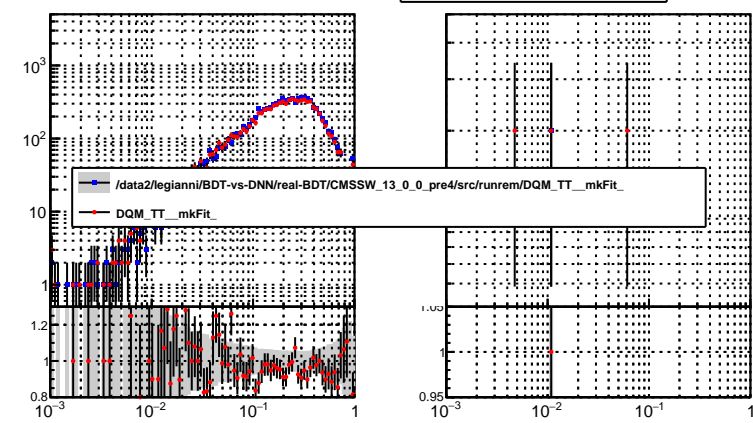 10³
10²
10
1
/data2/legianni/BDT-vs-DNN/real-BDT/CMSSW_13_0_0_pre4/src/runrem/DQM_TT__mkFit_
DQM_TT__mkFit_
1.2
1
0.8
10⁻³ 10⁻² 10⁻¹ 1
1.05
1
0.95
10⁻³ 10⁻² 10⁻¹ 1